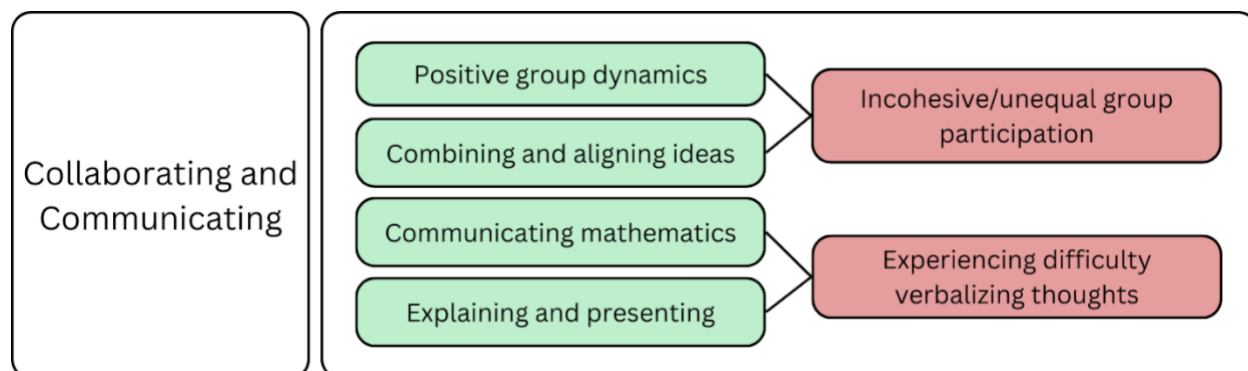 Collaborating and
Communicating
Positive group dynamics
Combining and aligning ideas
Communicating mathematics
Explaining and presenting
Incohesive/unequal group
participation
Experiencing difficulty
verbalizing thoughts